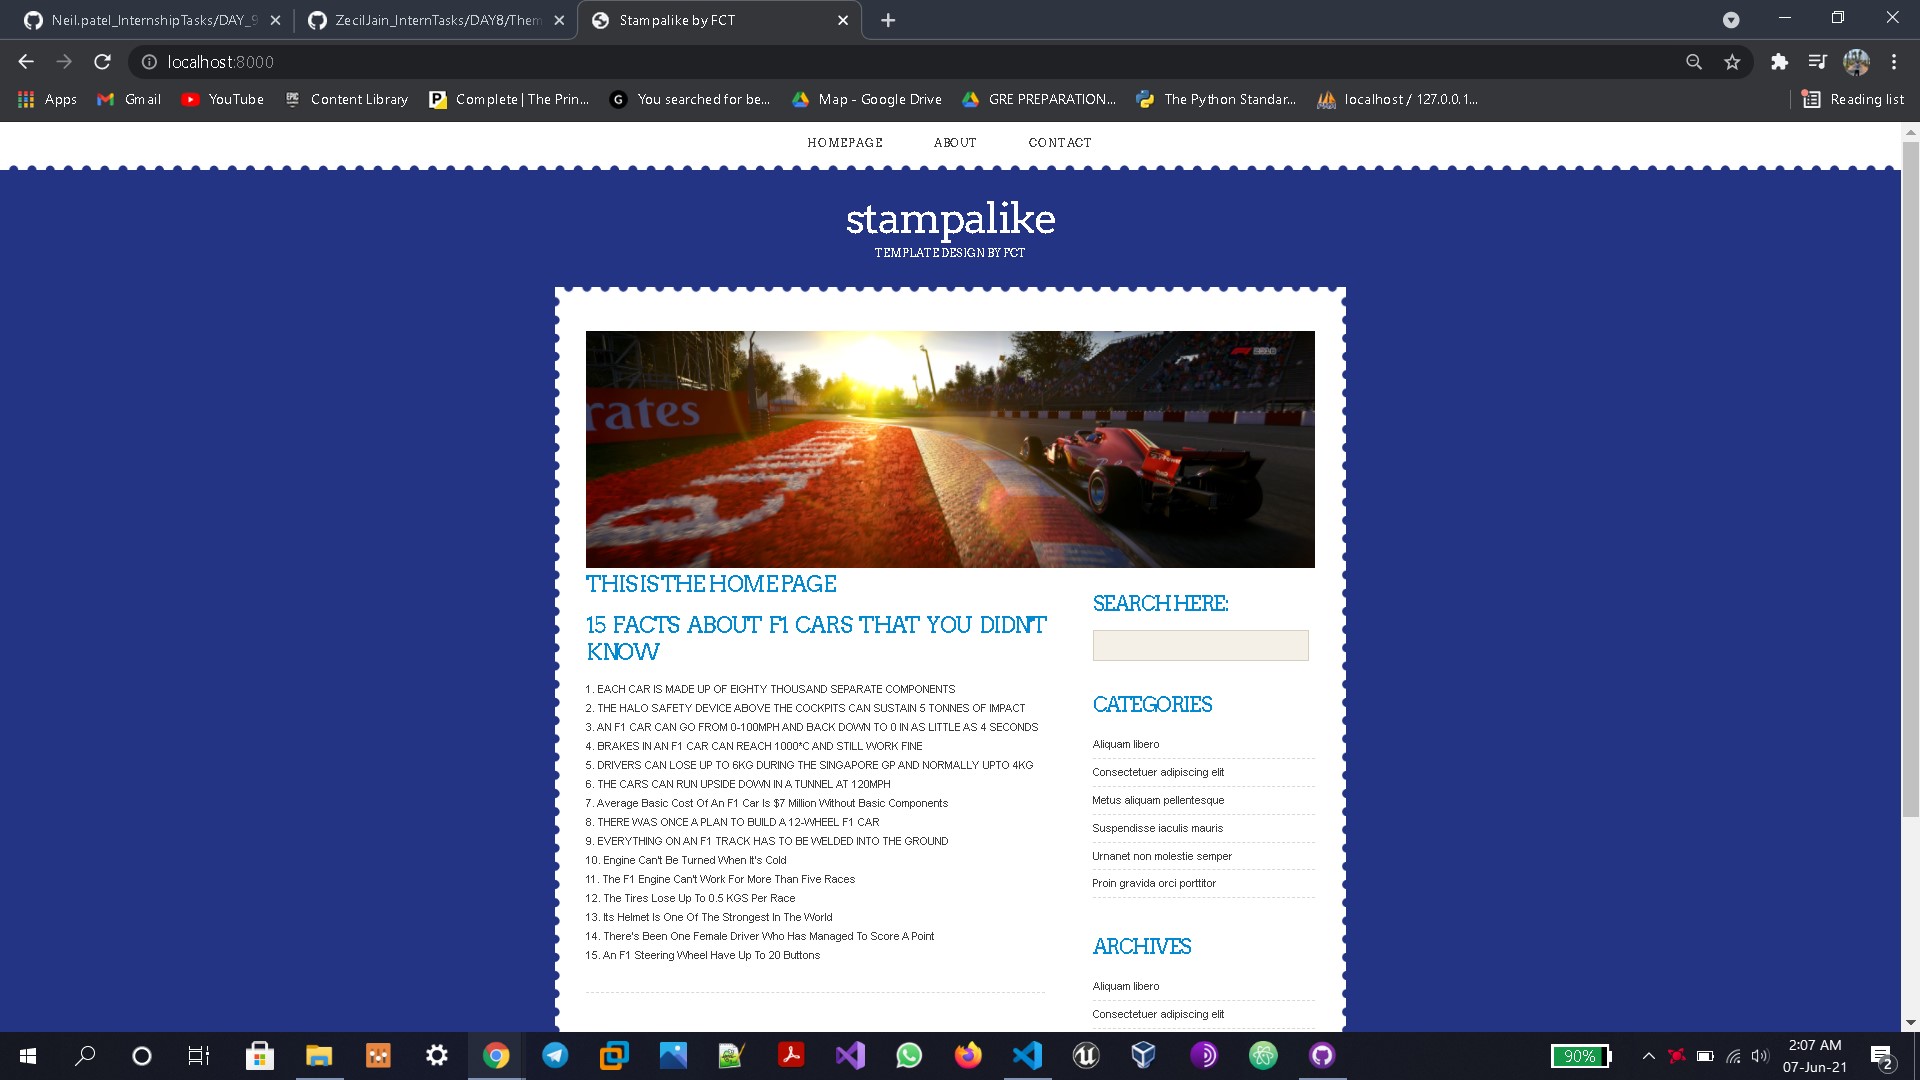 Neil.patel_InternshipTasks/DAY_9
ZecilJain_InternTasks/DAY8/Them
Stampalike by FCT
localhost:8000
Apps
Gmail
YouTube
EPIC
Content Library
Complete | The Prin...
G
You searched for be...
Map - Google Drive
GRE PREPARATION...
The Python Standar...
localhost / 127.0.0.1...
Reading list
HOMEPAGE
ABOUT
CONTACT
stampalike
TEMPLATE DESIGN BY FCT
rates
THIS IS THE HOME PAGE
15 FACTS ABOUT F1 CARS THAT YOU DIDN'T
KNOW
1. EACH CAR IS MADE UP OF EIGHTY THOUSAND SEPARATE COMPONENTS
2. THE HALO SAFETY DEVICE ABOVE THE COCKPITS CAN SUSTAIN 5 TONNES OF IMPACT
3. AN F1 CAR CAN GO FROM 0-100MPH AND BACK DOWN TO 0 IN AS LITTLE AS 4 SECONDS
4. BRAKES IN AN F1 CAR CAN REACH 1000*C AND STILL WORK FINE
5. DRIVERS CAN LOSE UP TO 6KG DURING THE SINGAPORE GP AND NORMALLY UPTO 4KG
6. THE CARS CAN RUN UPSIDE DOWN IN A TUNNEL AT 120MPH
7. Average Basic Cost Of An F1 Car Is $7 Million Without Basic Components
8. THERE WAS ONCE A PLAN TO BUILD A 12-WHEEL F1 CAR
9. EVERYTHING ON AN F1 TRACK HAS TO BE WELDED INTO THE GROUND
10. Engine Can't Be Turned When It's Cold
11. The F1 Engine Can't Work For More Than Five Races
12. The Tires Lose Up To 0.5 KGS Per Race
13. Its Helmet Is One Of The Strongest In The World
14. There's Been One Female Driver Who Has Managed To Score A Point
15. An F1 Steering Wheel Have Up To 20 Buttons
SEARCH HERE:
CATEGORIES
Aliquam libero
Consectetuer adipiscing elit
Metus aliquam pellentesque
Suspendisse iaculis mauris
Urnanet non molestie semper
Proin gravida orci porttitor
ARCHIVES
Aliquam libero
Consectetuer adipiscing elit
90%
2:07 AM
07-Jun-21
2